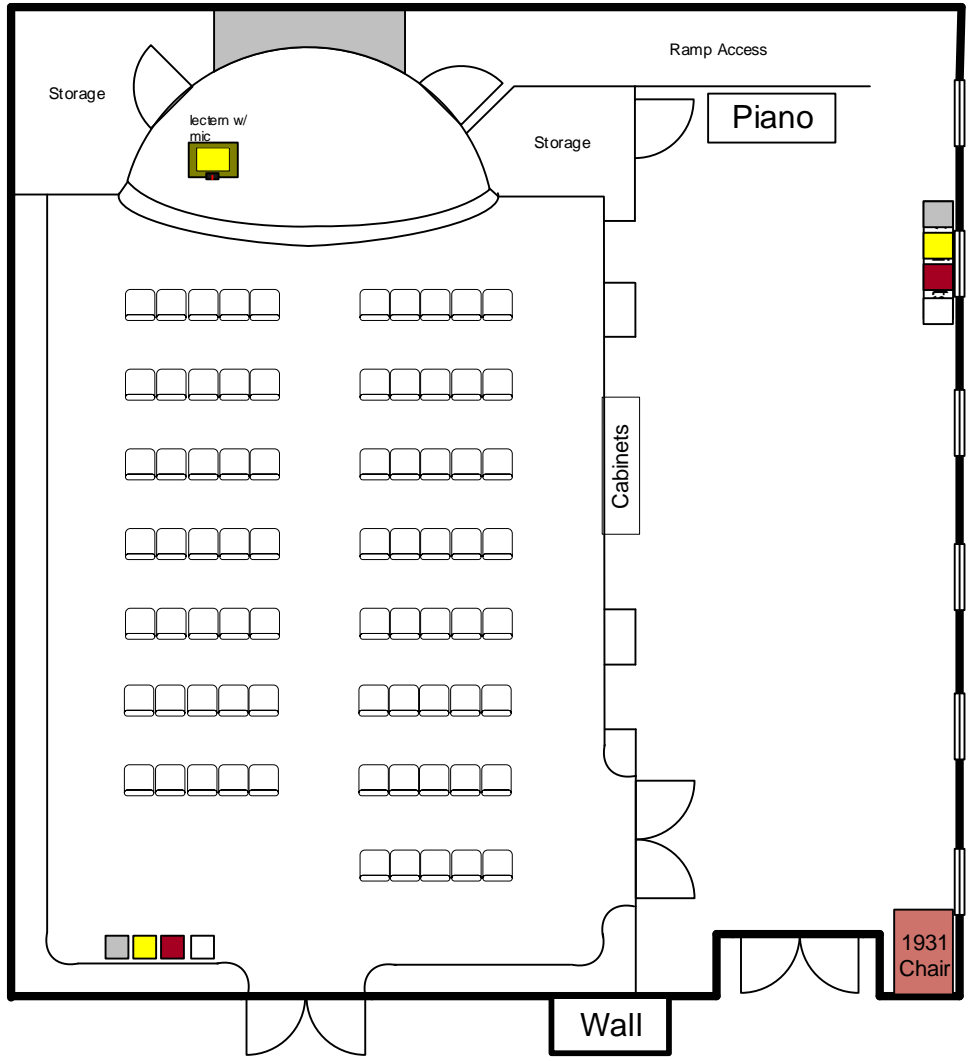 Ramp Access
Storage
Piano
lectern w/
mic
Storage
Cabinets
1931
Chair
Wall